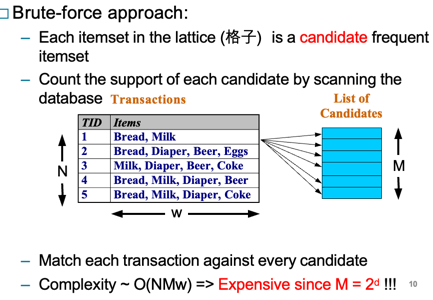 Brute-force approach:
– Each itemset in the lattice (格子) is a candidate frequent
itemset
– Count the support of each candidate by scanning the
database
Transactions
List of
Candidates
TID Items
1 Bread, Milk
2 Bread, Diaper, Beer, Eggs
3 Milk, Diaper, Beer, Coke
4 Bread, Milk, Diaper, Beer
5 Bread, Milk, Diaper, Coke
N
M
w
– Match each transaction against every candidate
– Complexity ~ O(NMw) => Expensive since M = 2ᵈ !!!
10